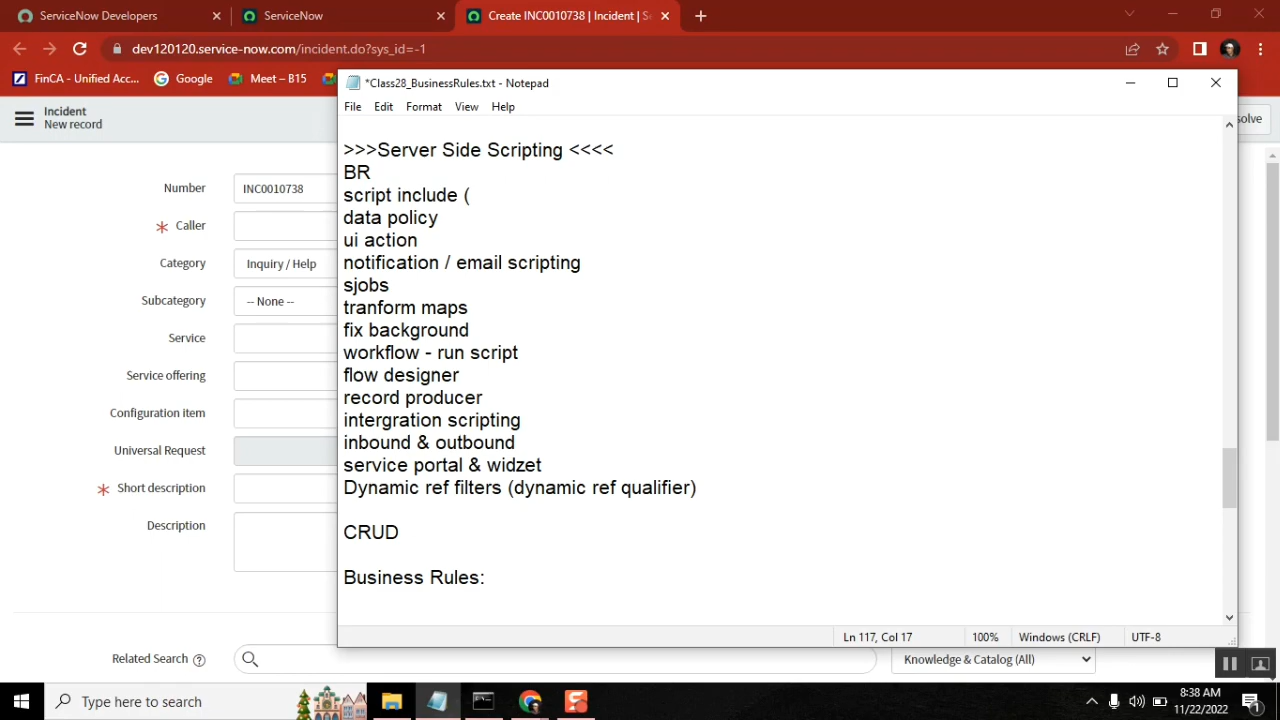 ServiceNow Developers
ServiceNow
Create INC0010738 | Incident | S
dev120120.service-now.com/incident.do?sys_id=-1
FinCA - Unified Acc...
Google
Meet – B15
Incident
New record
*Class28_BusinessRules.txt - Notepad
File Edit Format View Help
olve
Number
INC0010738
Caller
Category
Inquiry / Help
Subcategory
-- None --
Service
Service offering
Configuration item
Universal Request
Short description
Description
>>>Server Side Scripting <<<<
BR
script include (
data policy
ui action
notification / email scripting
sjobs
tranform maps
fix background
workflow - run script
flow designer
record producer
intergration scripting
inbound & outbound
service portal & widzet
Dynamic ref filters (dynamic ref qualifier)
CRUD
Business Rules:
Ln 117, Col 17
100%
Windows (CRLF)
UTF-8
Related Search
Knowledge & Catalog (All)
Type here to search
8:38 AM
11/22/2022
1